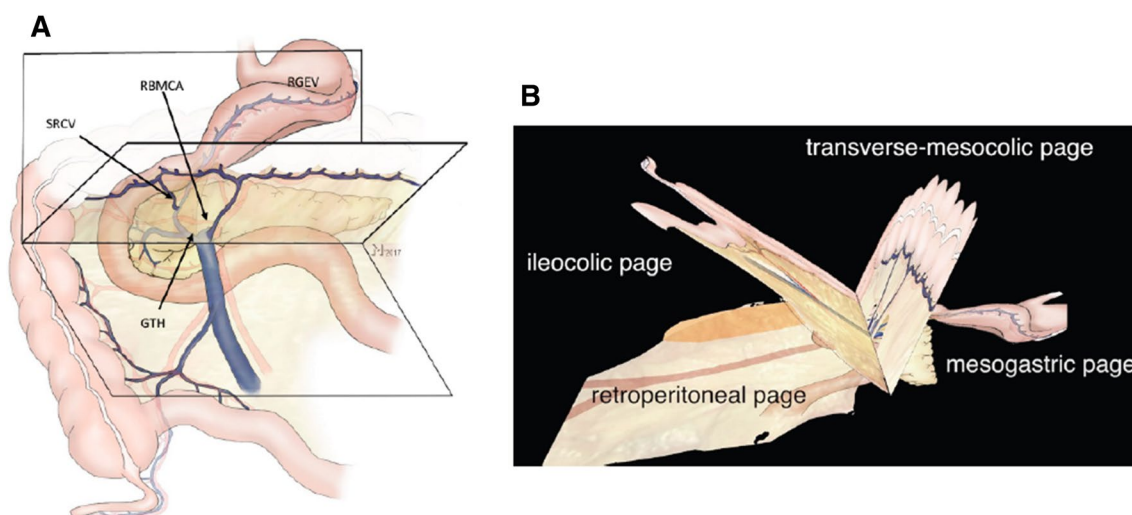 A
RGEV
RBMCA
SRCV
GTH
B
transverse-mesocolic page
ileocolic page
mesogastric page
retroperitoneal page